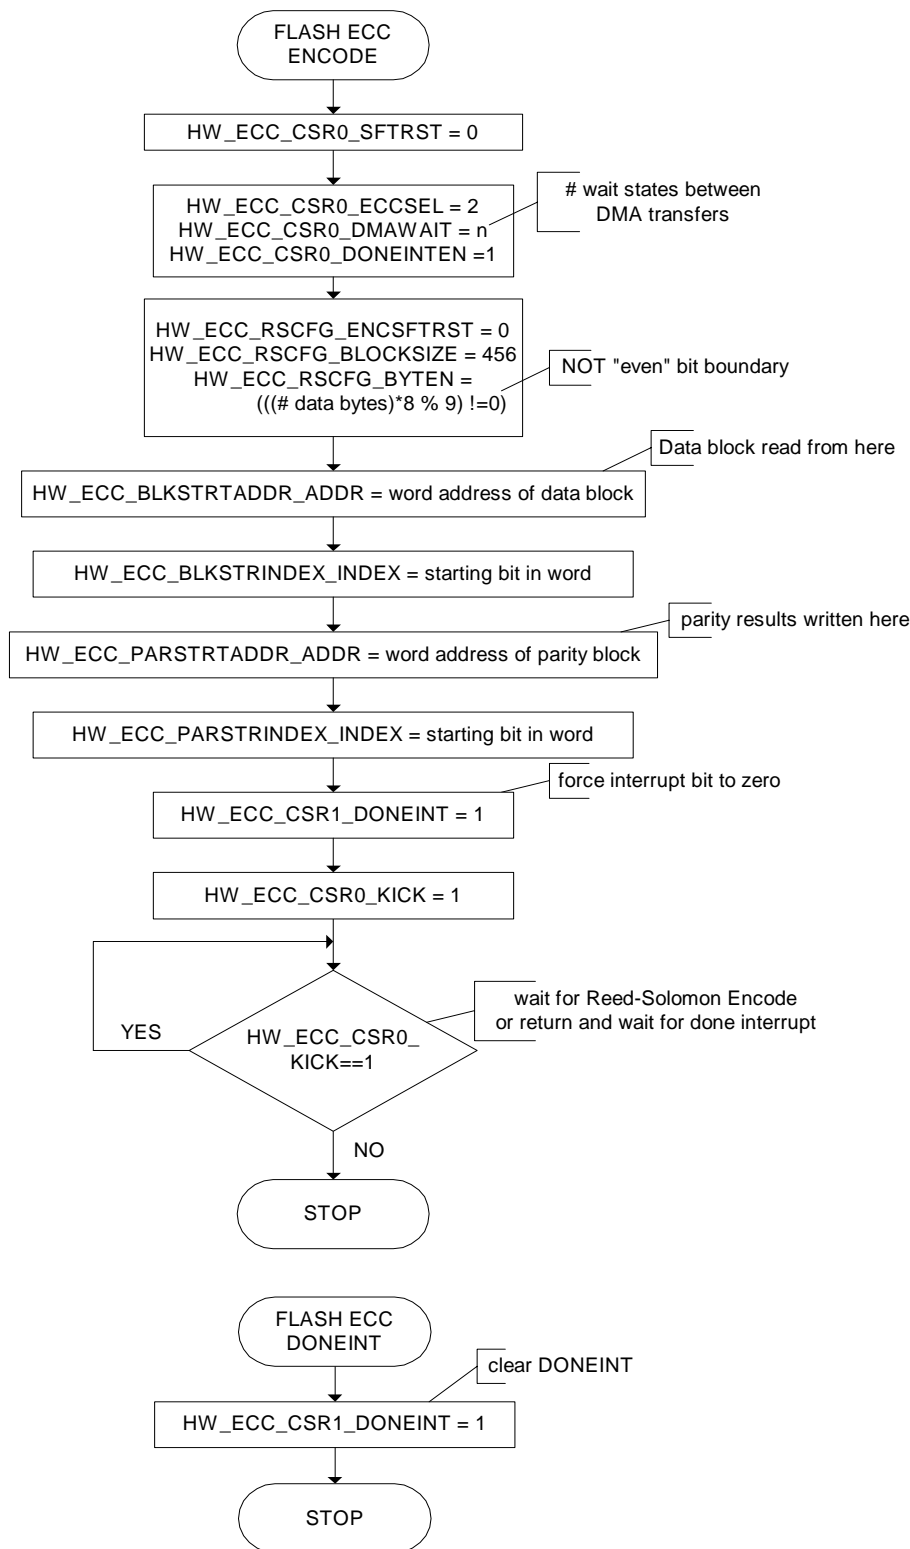 FLASH ECC
ENCODE
HW_ECC_CSR0_SFTRST = 0
HW_ECC_CSR0_ECCSEL = 2
HW_ECC_CSR0_DMAWAIT = n
HW_ECC_CSR0_DONEINTEN =1
# wait states between
DMA transfers
HW_ECC_RSCFG_ENCSFTRST = 0
HW_ECC_RSCFG_BLOCKSIZE = 456
HW_ECC_RSCFG_BYTEN =
(((# data bytes)*8 % 9) !=0)
NOT "even" bit boundary
Data block read from here
HW_ECC_BLKSTRTADDR_ADDR = word address of data block
HW_ECC_BLKSTRINDEX_INDEX = starting bit in word
parity results written here
HW_ECC_PARSTRTADDR_ADDR = word address of parity block
HW_ECC_PARSTRINDEX_INDEX = starting bit in word
force interrupt bit to zero
HW_ECC_CSR1_DONEINT = 1
HW_ECC_CSR0_KICK = 1
wait for Reed-Solomon Encode
or return and wait for done interrupt
YES
HW_ECC_CSR0_
KICK==1
NO
STOP
FLASH ECC
DONEINT
clear DONEINT
HW_ECC_CSR1_DONEINT = 1
STOP